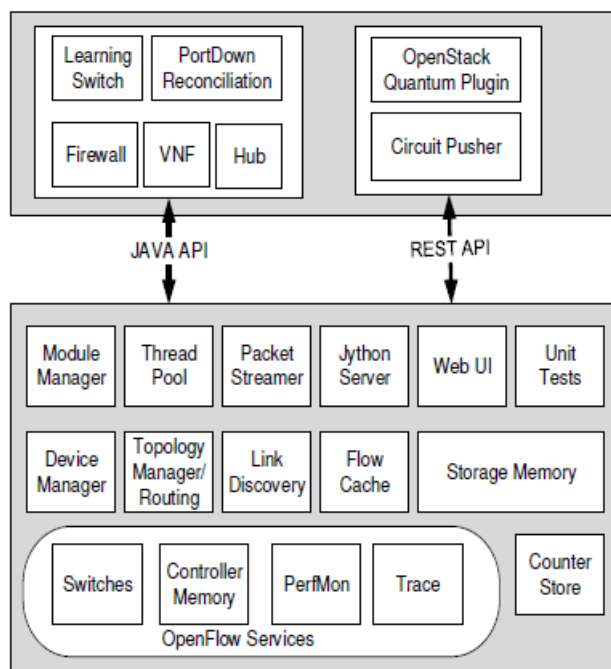 Learning
Switch
PortDown
Reconciliation
Firewall
VNF
Hub
OpenStack
Quantum Plugin
Circuit Pusher
JAVA API
REST API
Module
Manager
Thread
Pool
Packet
Streamer
Jython
Server
Web UI
Unit
Tests
Device
Manager
Topology
Manager/
Routing
Link
Discovery
Flow
Cache
Storage Memory
Switches
Controller
Memory
PerfMon
Trace
OpenFlow Services
Counter
Store